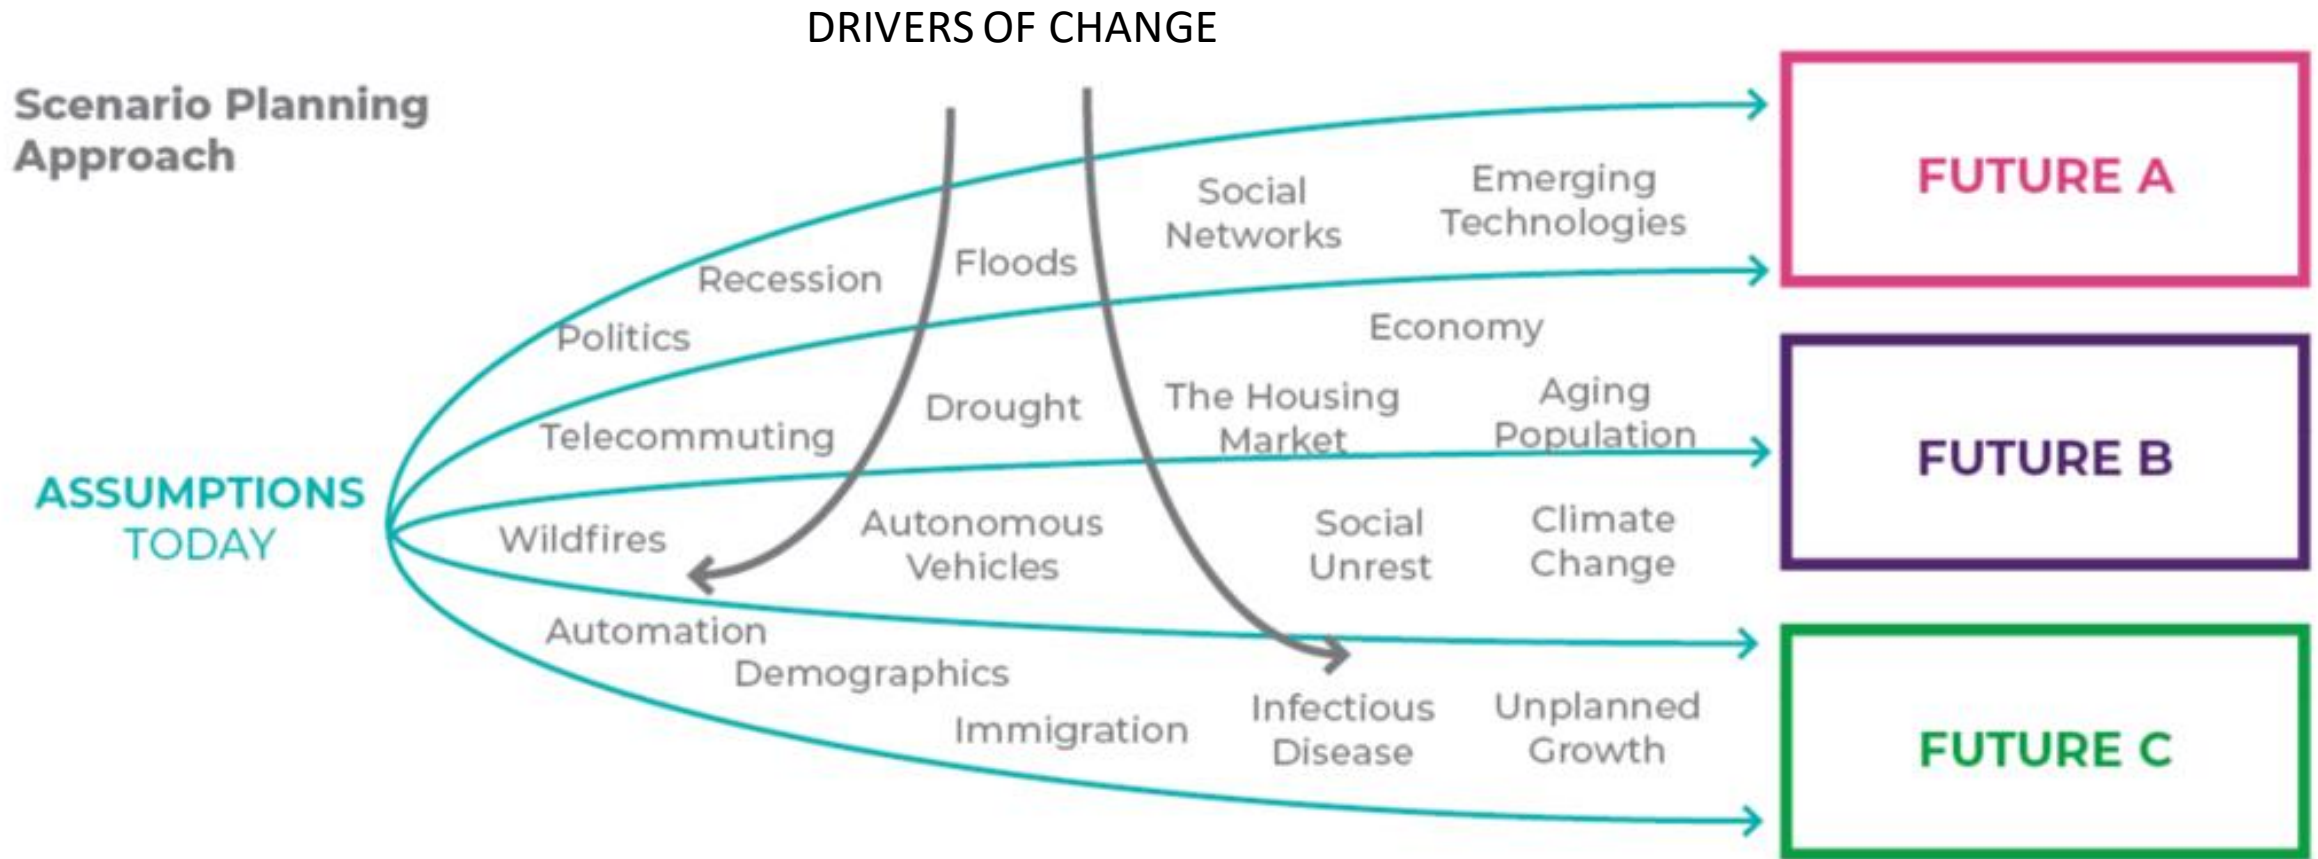 DRIVERS OF CHANGE
Scenario Planning
Approach
FUTURE A
Social
Networks
Emerging
Technologies
Recession
Floods
Politics
Economy
FUTURE B
Telecommuting
Drought
The Housing
Market
Aging
Population
ASSUMPTIONS
TODAY
Wildfires
Autonomous
Vehicles
Social
Unrest
Climate
Change
Automation
Demographics
Immigration
Infectious
Disease
Unplanned
Growth
FUTURE C